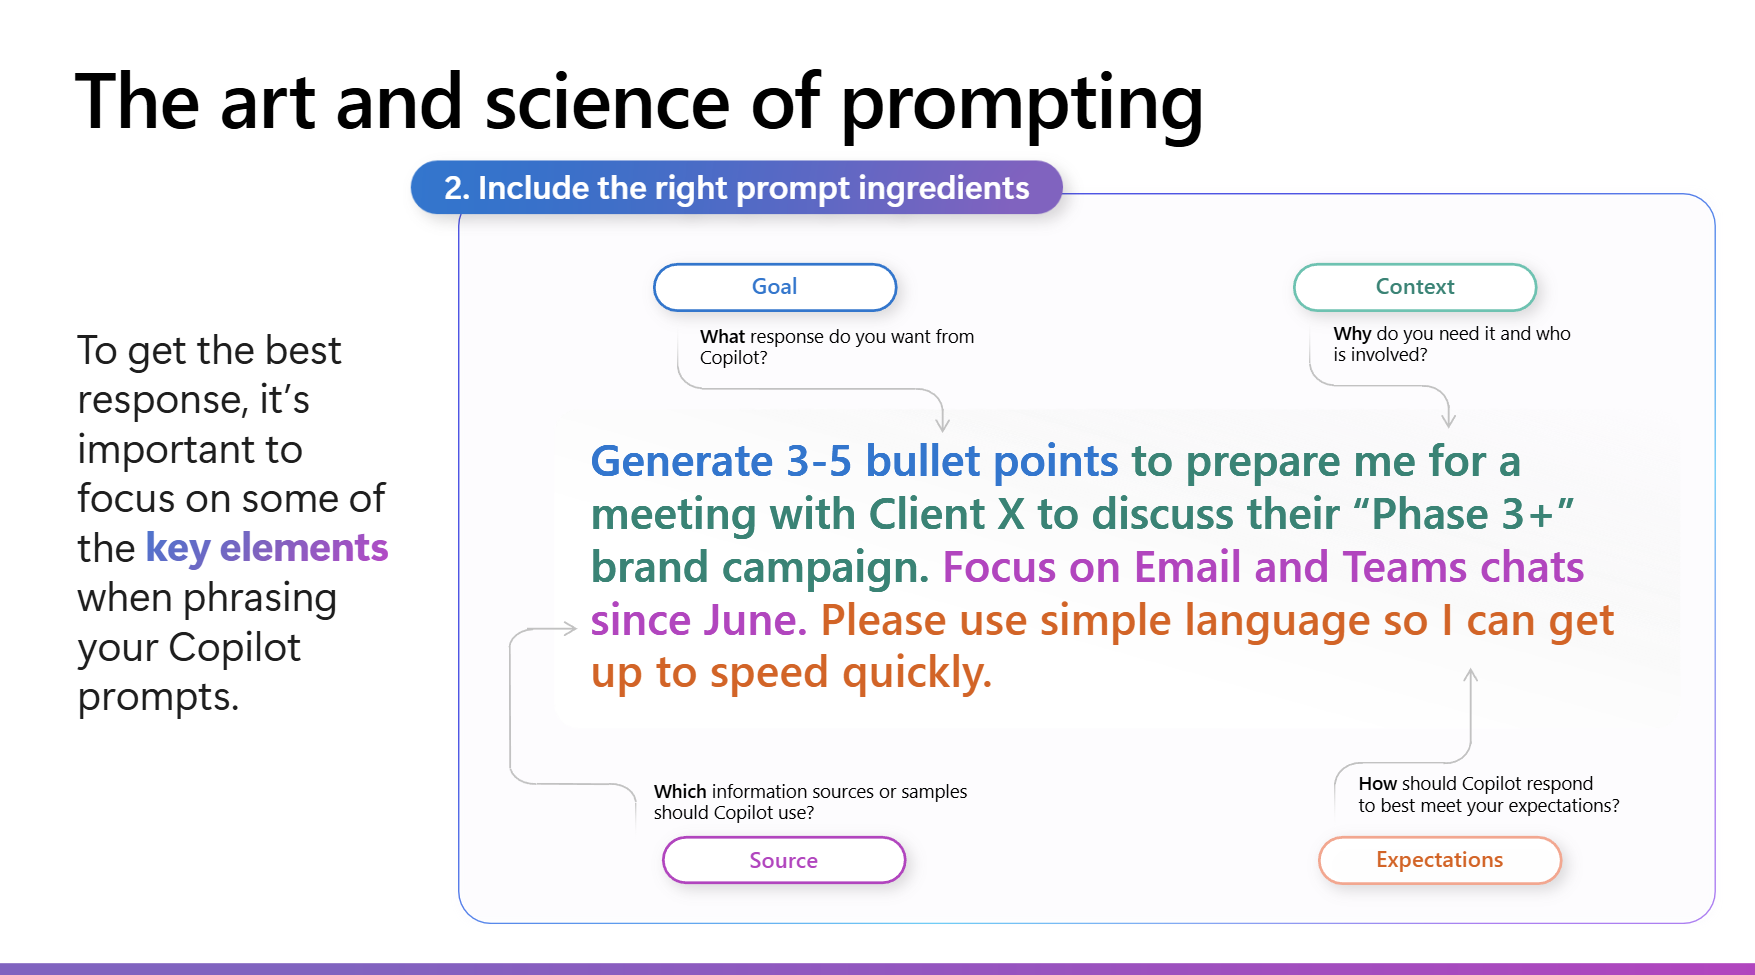 The art and science of prompting
2. Include the right prompt ingredients
To get the best
response, it’s
important to
focus on some of
the key elements
when phrasing
your Copilot
prompts.
Goal
What response do you want from
Copilot?
Context
Why do you need it and who
is involved?
Generate 3-5 bullet points to prepare me for a
meeting with Client X to discuss their “Phase 3+”
brand campaign. Focus on Email and Teams chats
since June. Please use simple language so I can get
up to speed quickly.
Which information sources or samples
should Copilot use?
Source
How should Copilot respond
to best meet your expectations?
Expectations